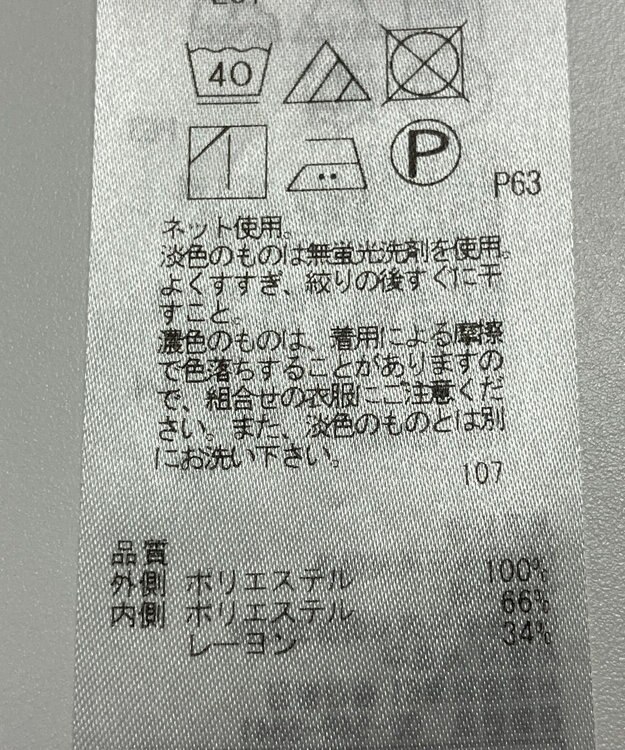 40
P
P63
ネット使用。
淡色のものは無蛍光洗剤を使用。
よくすすぎ、絞りの後すぐに干
すこと。
濃色のものは、着用による摩擦
で色落ちすることがありますの
で、組合せの衣服にご注意くだ
さい。また、淡色のものとは別
にお洗い下さい。
107
品質
外側 ポリエステル 100%
内側 ポリエステル 66%
レーヨン 34%